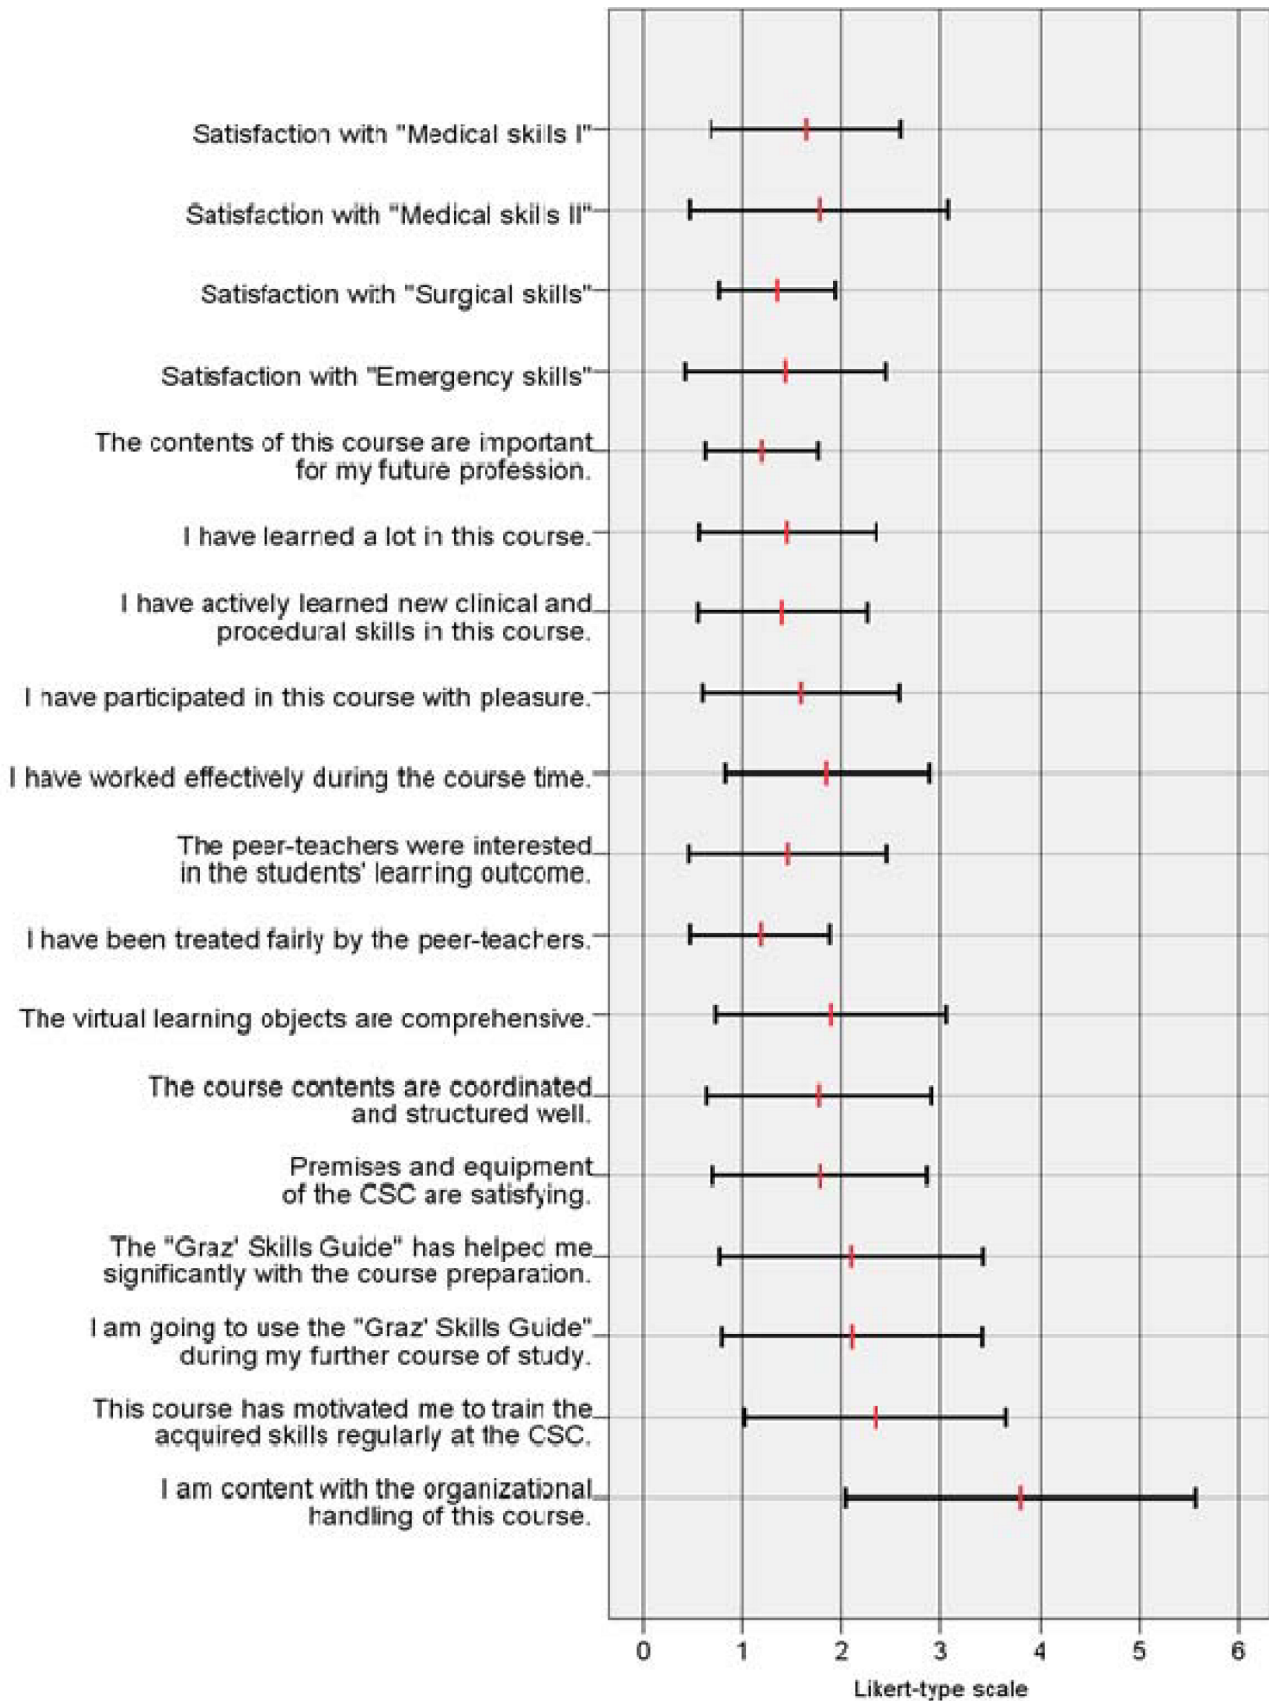 Satisfaction with "Medical skills I"
Satisfaction with "Medical skills II"
Satisfaction with "Surgical skills"
Satisfaction with "Emergency skills"
The contents of this course are important
for my future profession.
I have learned a lot in this course.
I have actively learned new clinical and
procedural skills in this course.
I have participated in this course with pleasure.
I have worked effectively during the course time.
The peer-teachers were interested
in the students' learning outcome.
I have been treated fairly by the peer-teachers.
The virtual learning objects are comprehensive.
The course contents are coordinated
and structured well.
Premises and equipment
of the CSC are satisfying.
The "Graz' Skills Guide" has helped me
significantly with the course preparation.
I am going to use the "Graz' Skills Guide"
during my further course of study.
This course has motivated me to train the
acquired skills regularly at the CSC.
I am content with the organizational
handling of this course.
0 1 2 3 4 5 6
Likert-type scale